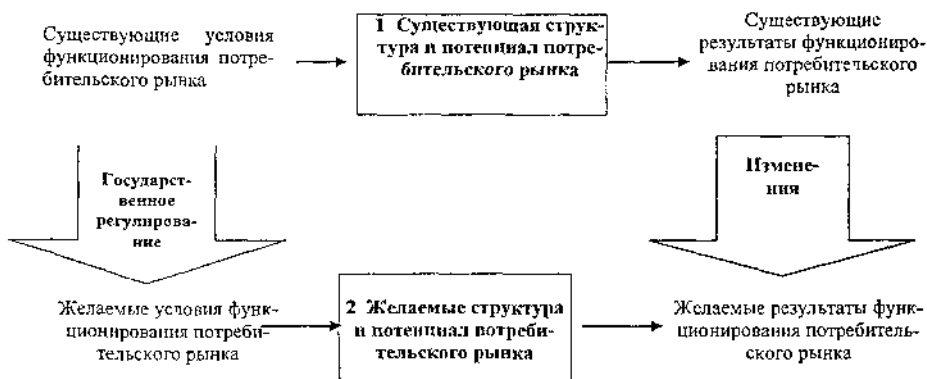 Существующие условия
функционирования потре-
бительского рынка
1 Существующая струк-
тура и потенциал потре-
бительского рынка
Существующие
результаты функциониро-
вания потребительского
рынка
Государст-
венное
регулирова-
ние
Измене-
ния
Желаемые условия функ-
ционирования потреби-
тельского рынка
2 Желаемые структура
и потенциал потреби-
тельского рынка
Желаемые результаты функ-
ционирования потребитель-
ского рынка